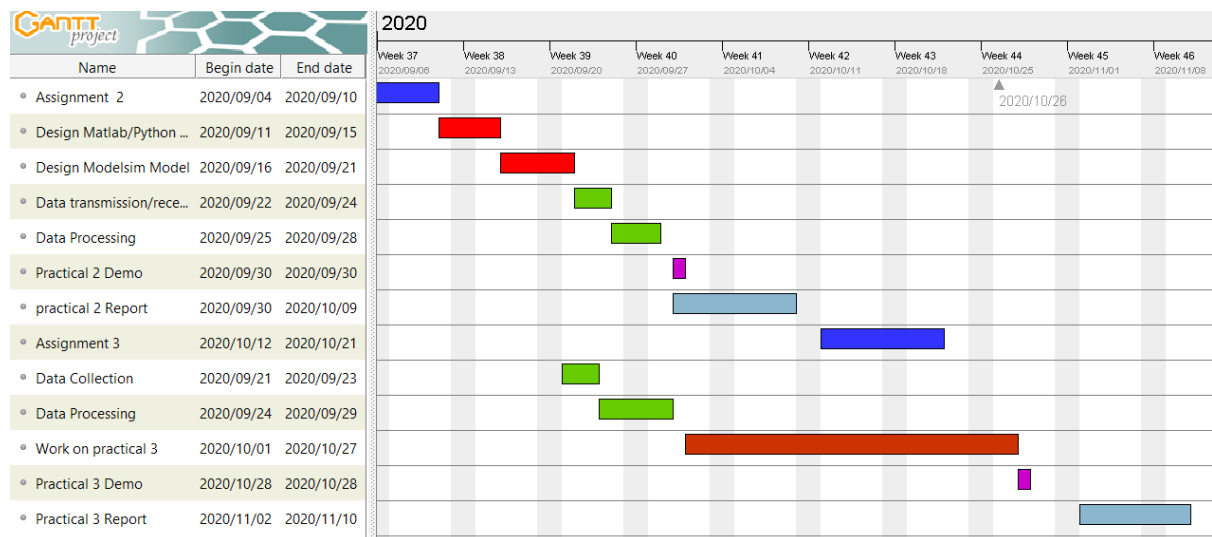 GANTT
project
2020
Week 37 Week 38 Week 39 Week 40 Week 41 Week 42 Week 43 Week 44 Week 45 Week 46
2020/09/06 2020/09/13 2020/09/20 2020/09/27 2020/10/04 2020/10/11 2020/10/18 2020/10/25 2020/11/01 2020/11/08
Name Begin date End date
Assignment 2 2020/09/04 2020/09/10
2020/10/26
Design Matlab/Python ... 2020/09/11 2020/09/15
Design Modelsim Model 2020/09/16 2020/09/21
Data transmission/rece... 2020/09/22 2020/09/24
Data Processing 2020/09/25 2020/09/28
Practical 2 Demo 2020/09/30 2020/09/30
practical 2 Report 2020/09/30 2020/10/09
Assignment 3 2020/10/12 2020/10/21
Data Collection 2020/09/21 2020/09/23
Data Processing 2020/09/24 2020/09/29
Work on practical 3 2020/10/01 2020/10/27
Practical 3 Demo 2020/10/28 2020/10/28
Practical 3 Report 2020/11/02 2020/11/10